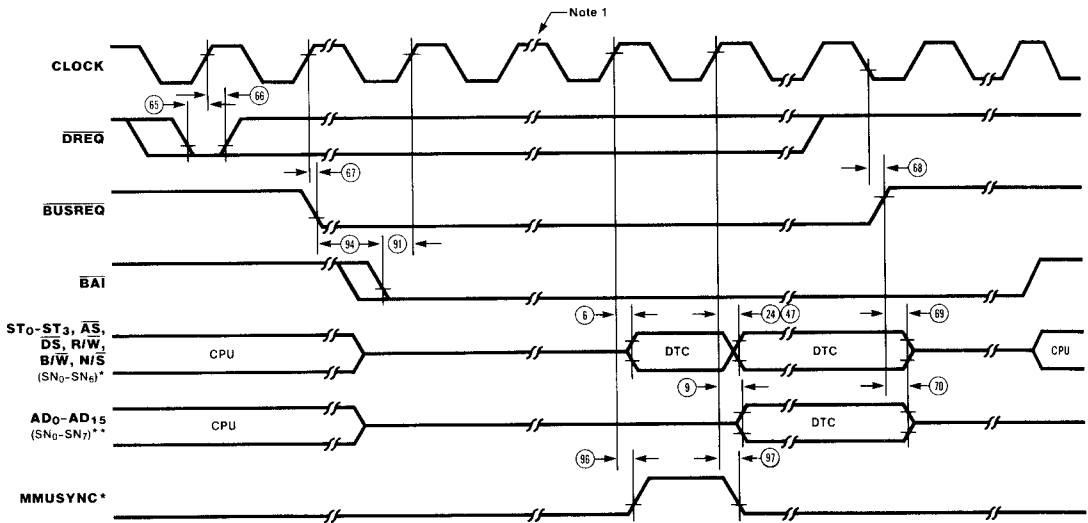 Note 1
CLOCK
65
66
DREQ
67
68
BUSREQ
94
91
BAI
6
24
47
69
ST0-ST3, AS,
DS, R/W,
B/W, N/S
(SN0-SN6)*
CPU
DTC
DTC
CPU
9
70
AD0-AD15
(SN0-SN7)**
CPU
DTC
96
97
MMUSYNC*